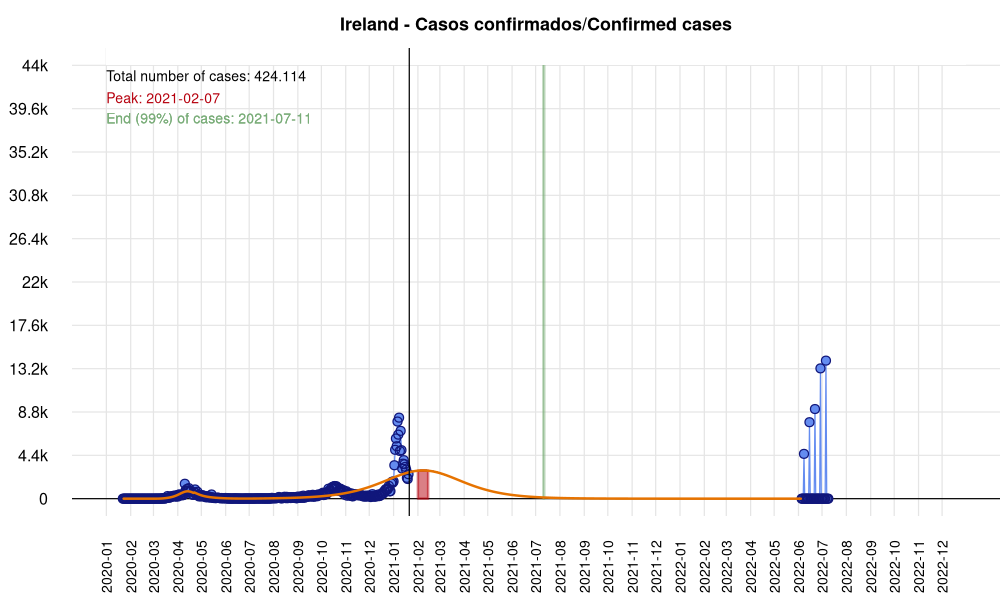 Ireland - Casos confirmados/Confirmed cases
Total number of cases: 424.114
Peak: 2021-02-07
End (99%) of cases: 2021-07-11
44k
39.6k
35.2k
30.8k
26.4k
22k
17.6k
13.2k
8.8k
4.4k
0
2020-01
2020-02
2020-03
2020-04
2020-05
2020-06
2020-07
2020-08
2020-09
2020-10
2020-11
2020-12
2021-01
2021-02
2021-03
2021-04
2021-05
2021-06
2021-07
2021-08
2021-09
2021-10
2021-11
2021-12
2022-01
2022-02
2022-03
2022-04
2022-05
2022-06
2022-07
2022-08
2022-09
2022-10
2022-11
2022-12